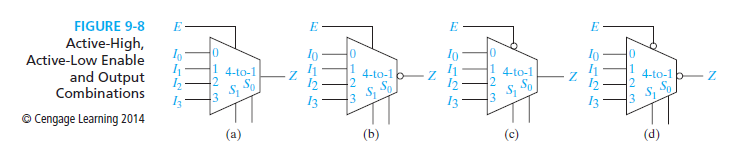 FIGURE 9-8
Active-High,
Active-Low Enable
and Output
Combinations
© Cengage Learning 2014
E
I0
I1
I2
I3
0
1
2
3
4-to-1
S1 S0
Z
(a)
E
I0
I1
I2
I3
0
1
2
3
4-to-1
S1 S0
Z
(b)
E
I0
I1
I2
I3
0
1
2
3
4-to-1
S1 S0
Z
(c)
E
I0
I1
I2
I3
0
1
2
3
4-to-1
S1 S0
Z
(d)